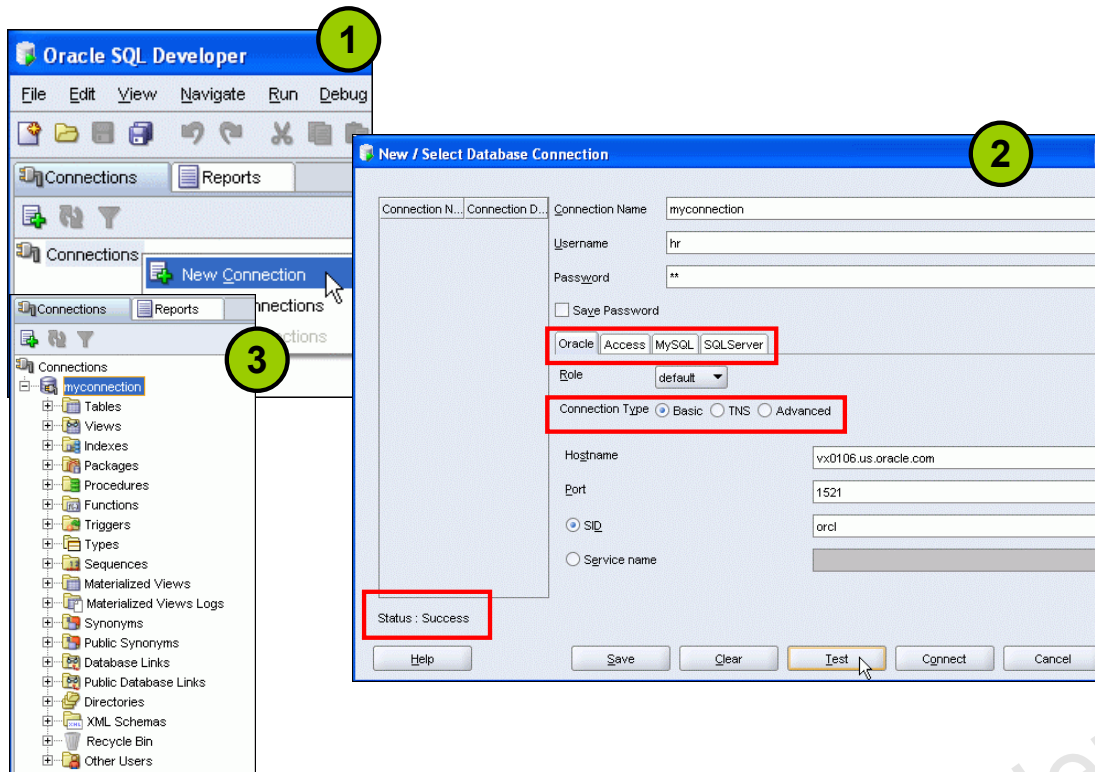 1
Oracle SQL Developer
File Edit View Navigate Run Debug
Connections Reports
Connections
New Connection
nnections
ctions
2
New / Select Database Connection
Connection N... Connection D...
Connection Name myconnection
Username hr
Password **
Save Password
Oracle Access MySQL SQLServer
Role default
Connection Type Basic TNS Advanced
Hostname vx0106.us.oracle.com
Port 1521
SID orcl
Service name
Status : Success
Help Save Clear Test Connect Cancel
3
Connections Reports
Connections
myconnection
Tables
Views
Indexes
Packages
Procedures
Functions
Triggers
Types
Sequences
Materialized Views
Materialized Views Logs
Synonyms
Public Synonyms
Database Links
Public Database Links
Directories
XML Schemas
Recycle Bin
Other Users